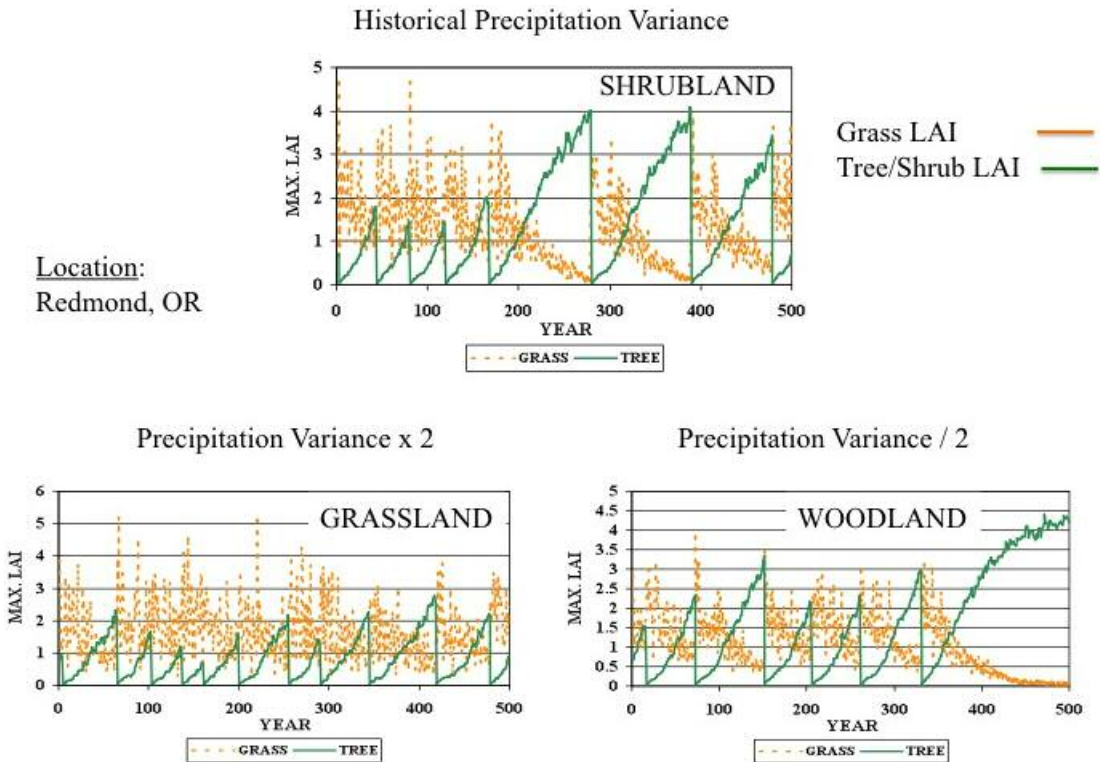 Historical Precipitation Variance
5
4
3
2
1
0
MAX. LAI
SHRUBLAND
0 100 200 300 400 500
YEAR
GRASS TREE
Grass LAI
Tree/Shrub LAI
Location:
Redmond, OR
Precipitation Variance x 2
6
5
4
3
2
1
0
MAX. LAI
GRASSLAND
0 100 200 300 400 500
YEAR
GRASS TREE
Precipitation Variance / 2
5
4.5
4
3.5
3
2.5
2
1.5
1
0.5
0
MAX. LAI
WOODLAND
0 100 200 300 400 500
YEAR
GRASS TREE